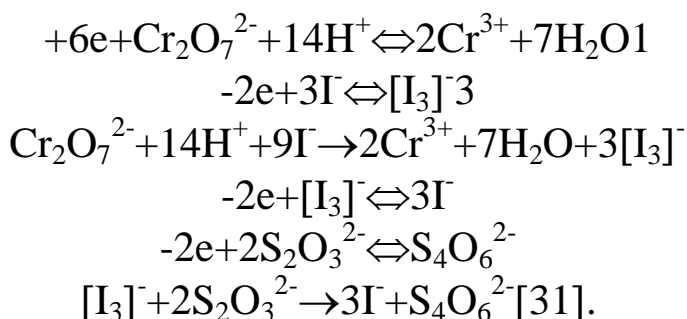 +6e+Cr₂O₇²⁻+14H⁺⇔2Cr³⁺+7H₂O1
-2e+3I⁻⇔[I₃]⁻3
Cr₂O₇²⁻+14H⁺+9I⁻→2Cr³⁺+7H₂O+3[I₃]⁻
-2e+[I₃]⁻⇔3I⁻
-2e+2S₂O₃²⁻⇔S₄O₆²⁻
[I₃]⁻+2S₂O₃²⁻→3I⁻+S₄O₆²⁻[31].